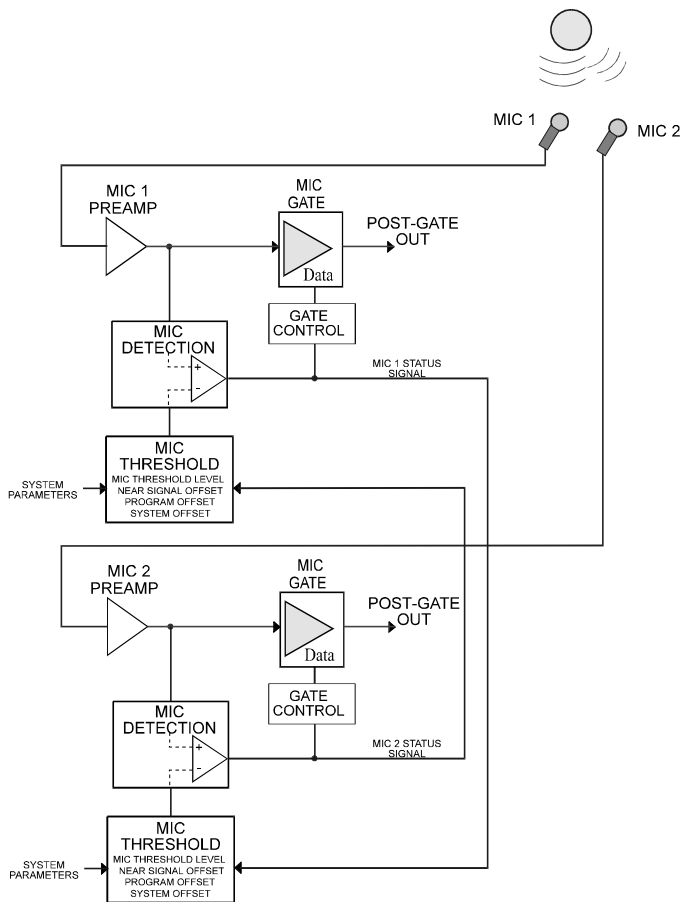 MIC 1
MIC 2
MIC 1
PREAMP
MIC
GATE
POST-GATE
OUT
Data
GATE
CONTROL
MIC
DETECTION
+
-
MIC 1 STATUS
SIGNAL
MIC
THRESHOLD
MIC THRESHOLD LEVEL
NEAR SIGNAL OFFSET
PROGRAM OFFSET
SYSTEM OFFSET
SYSTEM
PARAMETERS
MIC 2
PREAMP
MIC
GATE
POST-GATE
OUT
Data
GATE
CONTROL
MIC
DETECTION
+
-
MIC 2 STATUS
SIGNAL
MIC
THRESHOLD
MIC THRESHOLD LEVEL
NEAR SIGNAL OFFSET
PROGRAM OFFSET
SYSTEM OFFSET
SYSTEM
PARAMETERS